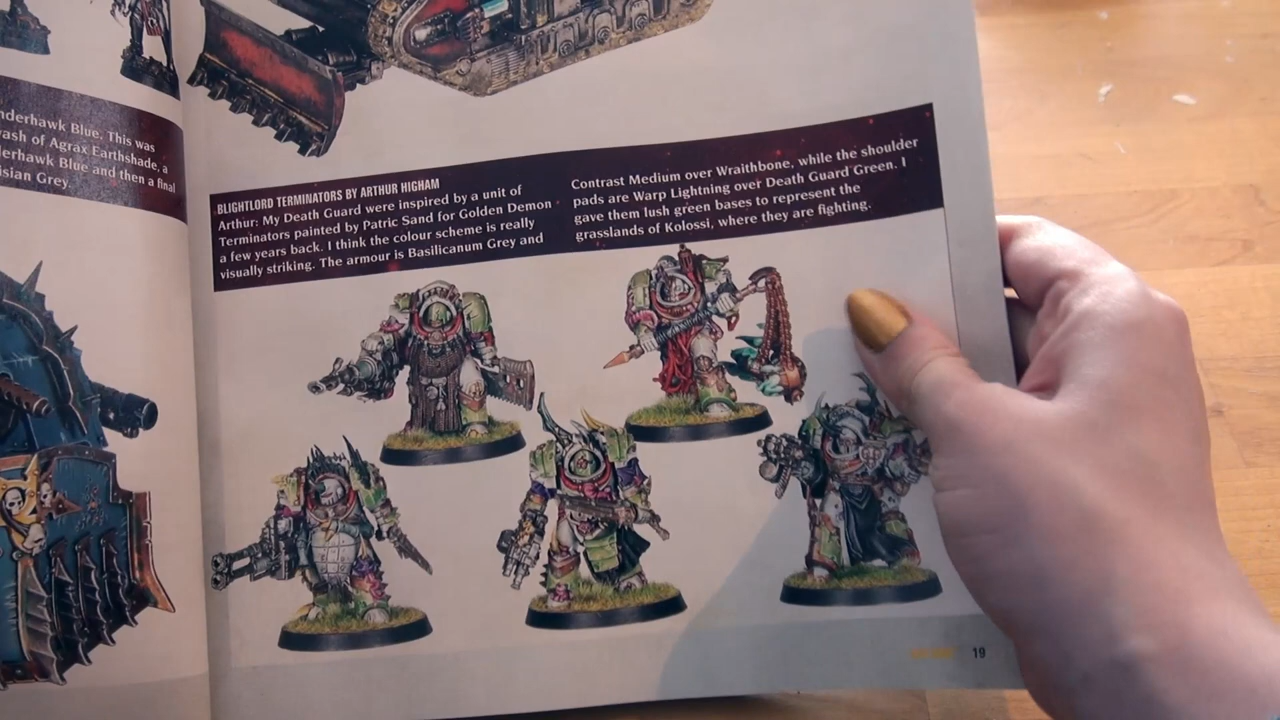 nderhawk Blue. This was
ash of Agrax Earthshade, a
erhawk Blue and then a final
sian Grey.
BLIGHTLORD TERMINATORS BY ARTHUR HIGHAM
Arthur: My Death Guard were inspired by a unit of
Terminators painted by Patric Sand for Golden Demon
a few years back. I think the colour scheme is really
visually striking. The armour is Basilicanum Grey and
Contrast Medium over Wraithbone, while the shoulder
pads are Warp Lightning over Death Guard Green. I
gave them lush green bases to represent the
grasslands of Kolossi, where they are fighting.
19